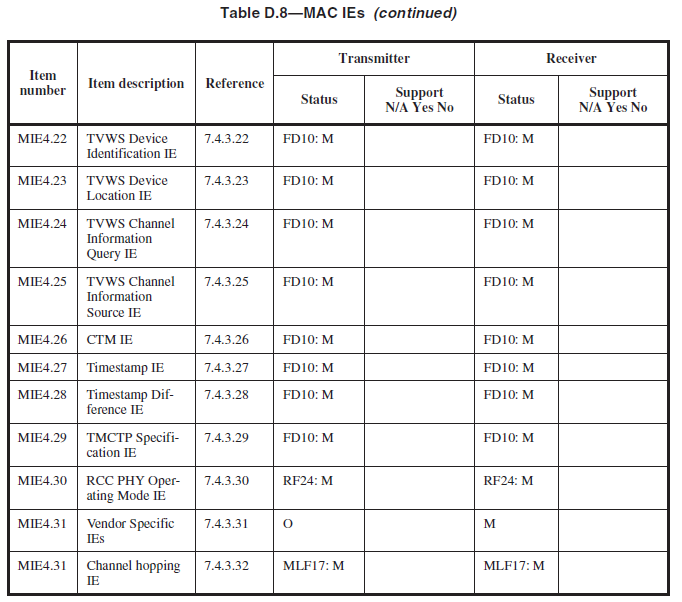 Table D.8—MAC IEs (continued)
Item number Item description Reference Transmitter Receiver
Status Support N/A Yes No Status Support N/A Yes No
MIE4.22 TVWS Device 7.4.3.22 FD10: M FD10: M
Identification IE
MIE4.23 TVWS Device 7.4.3.23 FD10: M FD10: M
Location IE
MIE4.24 TVWS Channel 7.4.3.24 FD10: M FD10: M
Information
Query IE
MIE4.25 TVWS Channel 7.4.3.25 FD10: M FD10: M
Information
Source IE
MIE4.26 CTM IE 7.4.3.26 FD10: M FD10: M
MIE4.27 Timestamp IE 7.4.3.27 FD10: M FD10: M
MIE4.28 Timestamp Dif- 7.4.3.28 FD10: M FD10: M
ference IE
MIE4.29 TMCTP Specifi- 7.4.3.29 FD10: M FD10: M
cation IE
MIE4.30 RCC PHY Oper- 7.4.3.30 RF24: M RF24: M
ating Mode IE
MIE4.31 Vendor Specific 7.4.3.31 O M
IEs
MIE4.31 Channel hopping 7.4.3.32 MLF17: M MLF17: M
IE